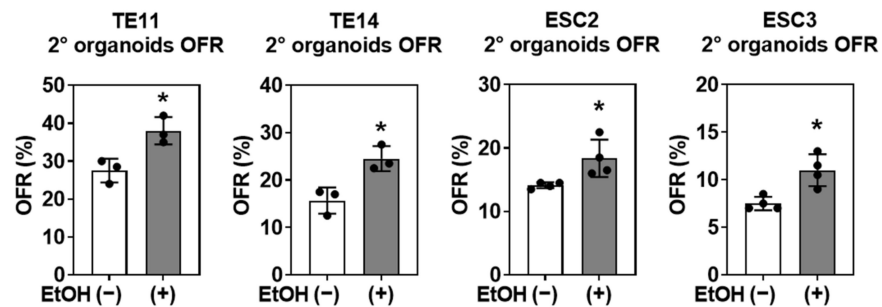 TE11
2° organoids OFR
OFR (%)
50
40
30
20
10
0
*
EtOH (−) (+)
TE14
2° organoids OFR
OFR (%)
40
30
20
10
0
*
(−) (+)
ESC2
2° organoids OFR
OFR (%)
30
20
10
0
*
EtOH (−) (+)
ESC3
2° organoids OFR
OFR (%)
20
15
10
5
0
*
EtOH (−) (+)